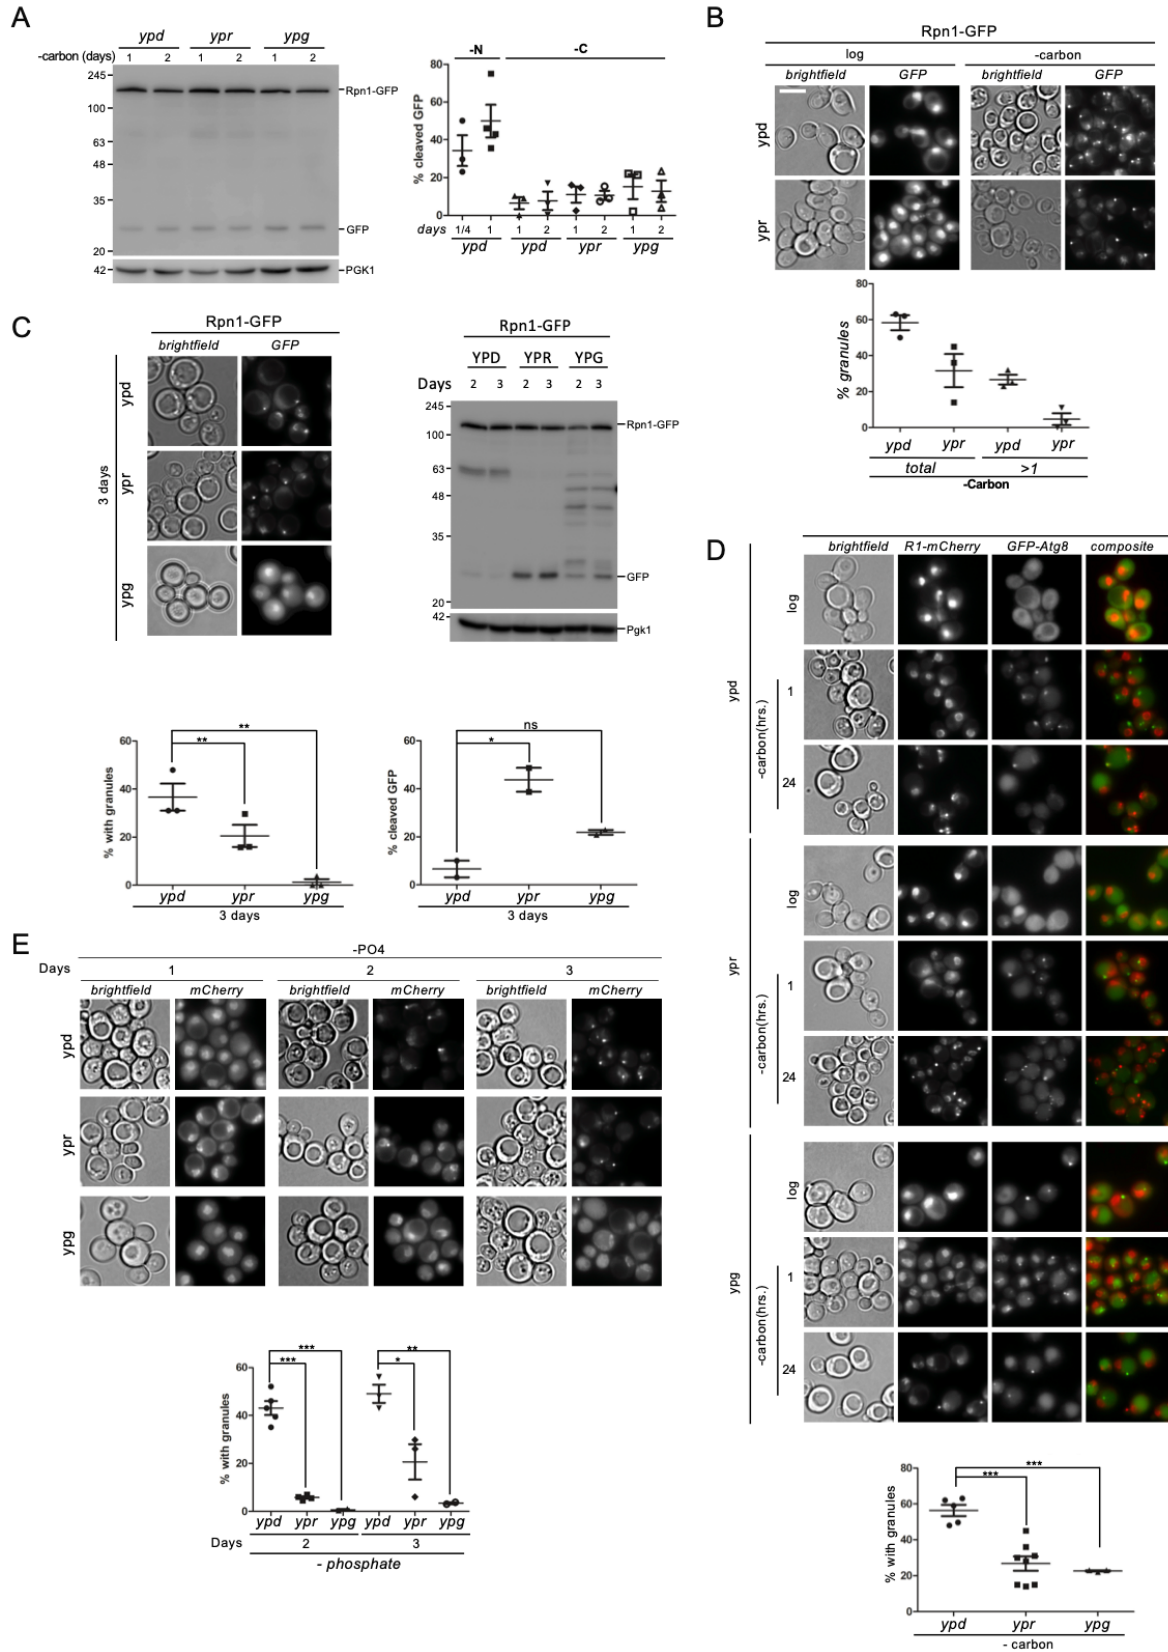 A
ypd ypr ypg
-carbon (days) 1 2 1 2 1 2
245
100
63
48
35
20
42
Rpn1-GFP
GFP
PGK1
-N -C
% cleaved GFP
80
60
40
20
0
days 1/4 1 1 2 1 2 1 2
ypd ypd ypr ypg
B
Rpn1-GFP
log -carbon
brightfield GFP brightfield GFP
ypd
ypr
% granules
80
60
40
20
0
ypd ypr ypd ypr
total >1
-Carbon
C
Rpn1-GFP
brightfield GFP
3 days
ypd
ypr
ypg
Rpn1-GFP
YPD YPR YPG
Days 2 3 2 3 2 3
245
100
63
48
35
20
42
Rpn1-GFP
GFP
Pgk1
% with granules
60
40
20
0
**
**
ypd ypr ypg
3 days
% cleaved GFP
60
40
20
0
ns
*
ypd ypr ypg
3 days
D
brightfield R1-mCherry GFP-Atg8 composite
ypd
log
-carbon(hrs.)
1
24
ypr
log
-carbon(hrs.)
1
24
ypg
log
-carbon(hrs.)
1
24
% with granules
80
60
40
20
0
***
***
ypd ypr ypg
- carbon
E
-PO4
Days 1 2 3
brightfield mCherry brightfield mCherry brightfield mCherry
ypd
ypr
ypg
% with granules
60
40
20
0
***
***
**
*
ypd ypr ypg ypd ypr ypg
Days 2 3
- phosphate